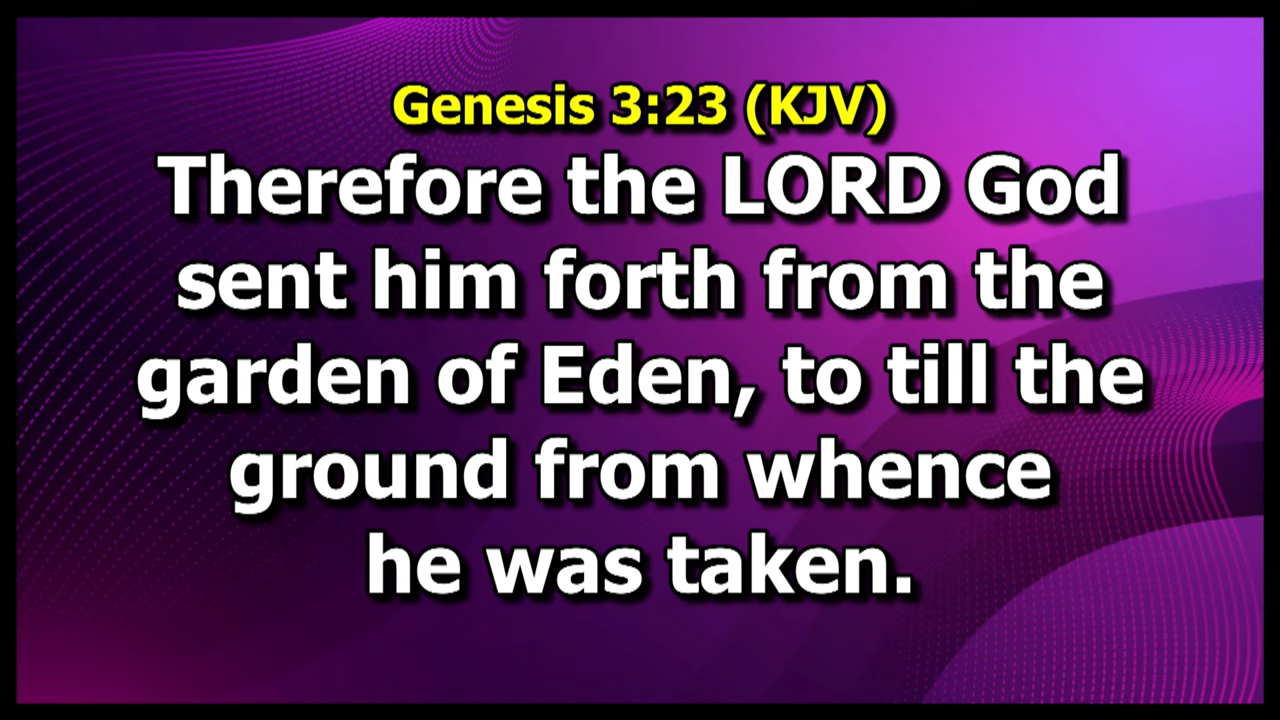 Genesis 3:23 (KJV)
Therefore the LORD God
sent him forth from the
garden of Eden, to till the
ground from whence
he was taken.